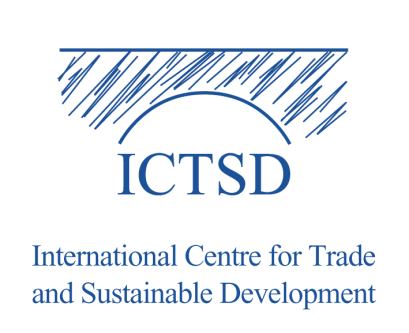 ICTSD
International Centre for Trade
and Sustainable Development